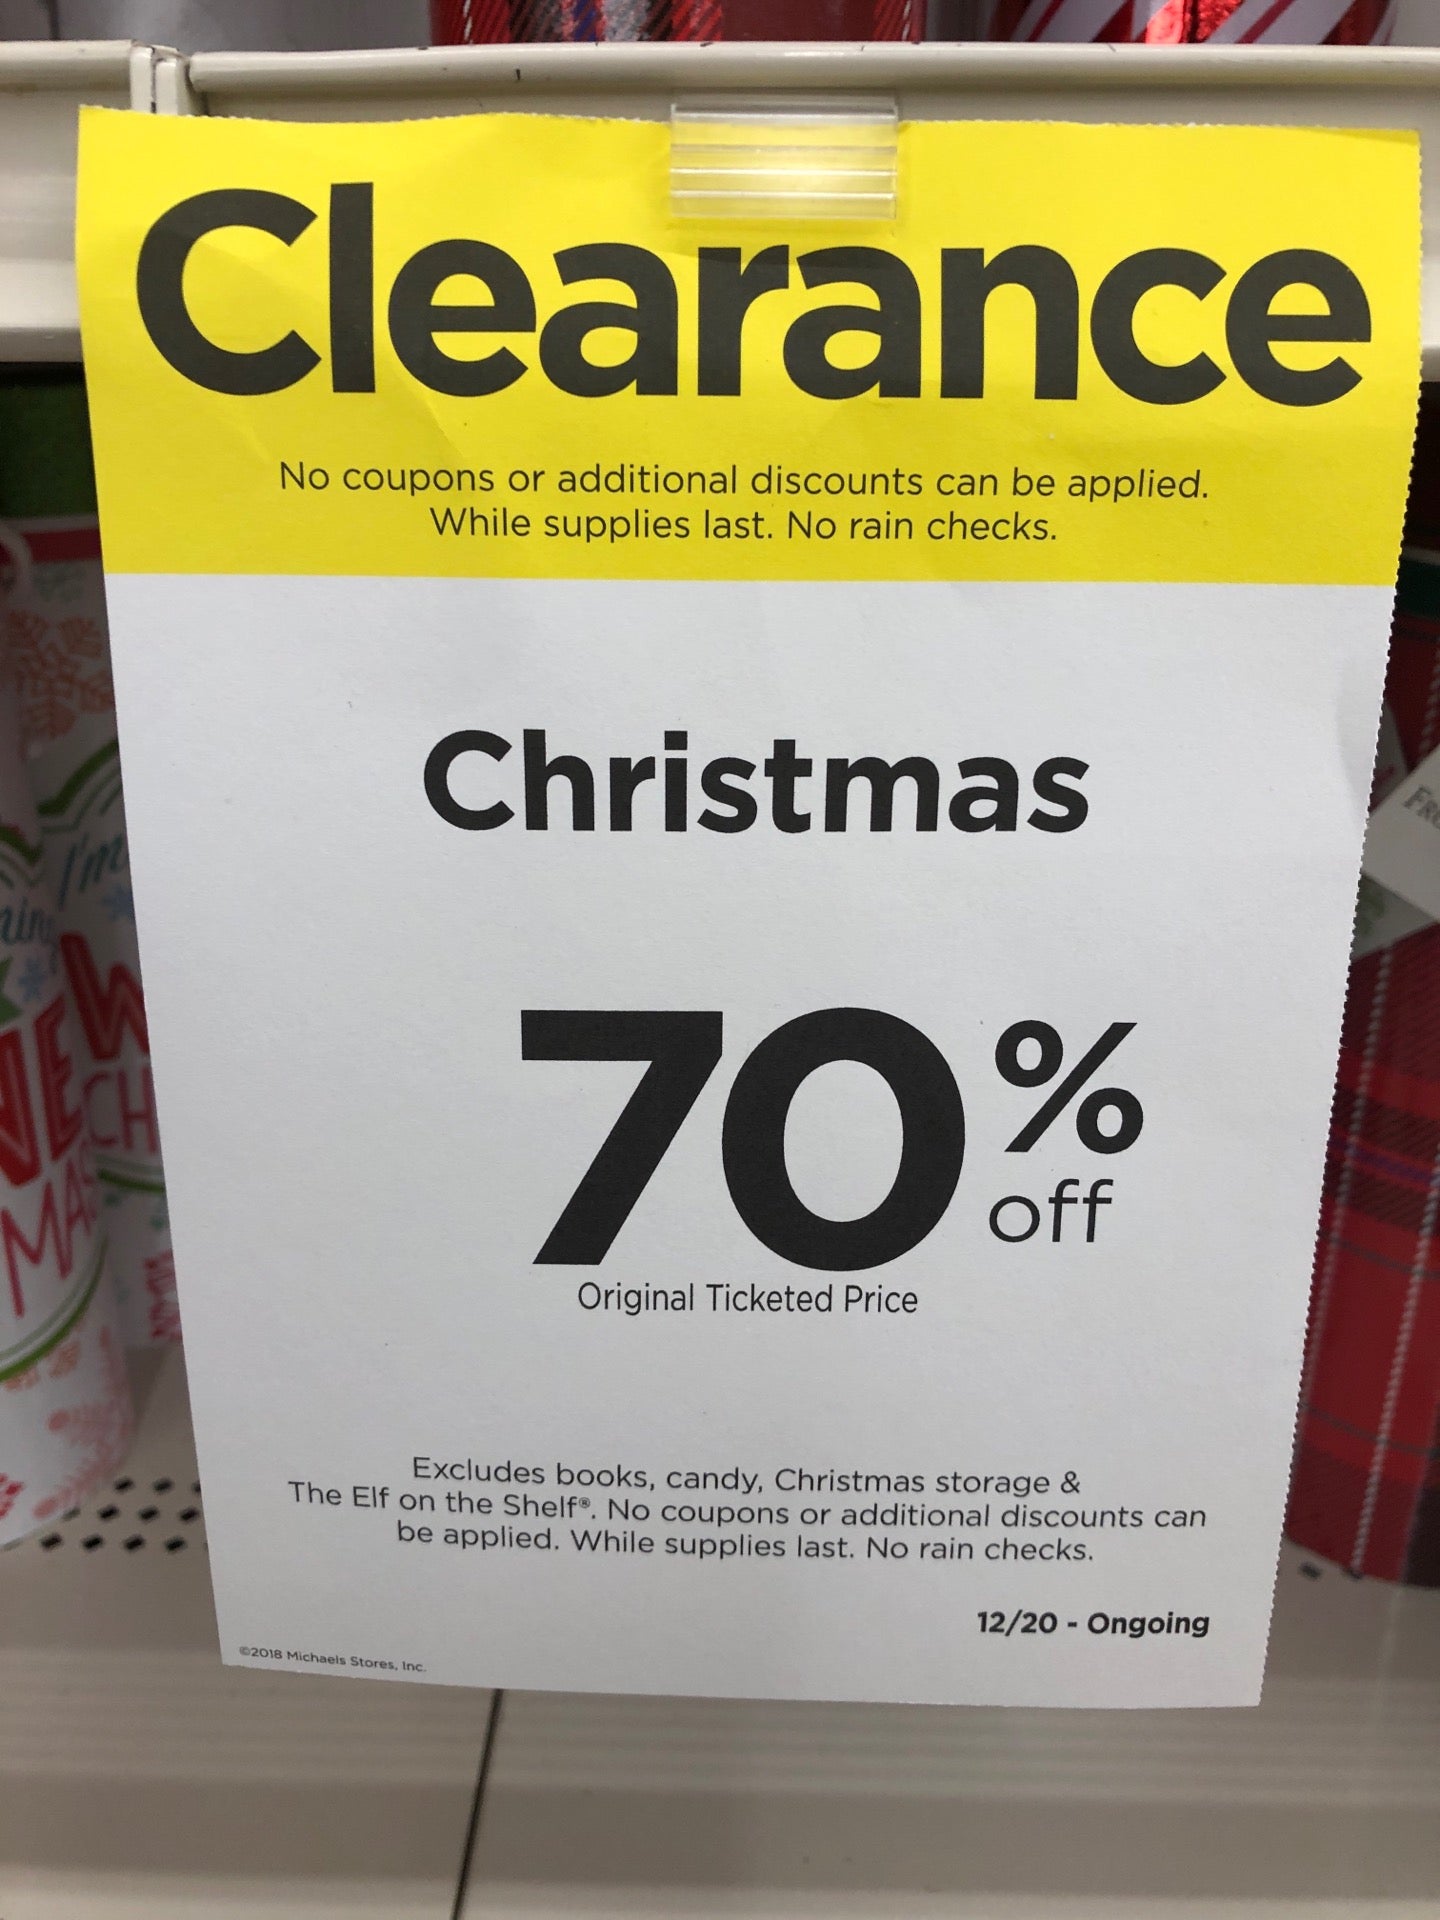 Clearance
No coupons or additional discounts can be applied.
While supplies last. No rain checks.
Christmas
70%
off
Original Ticketed Price
Excludes books, candy, Christmas storage &
The Elf on the Shelf®. No coupons or additional discounts can
be applied. While supplies last. No rain checks.
12/20 - Ongoing
©2018 Michaels Stores, Inc.
I'm